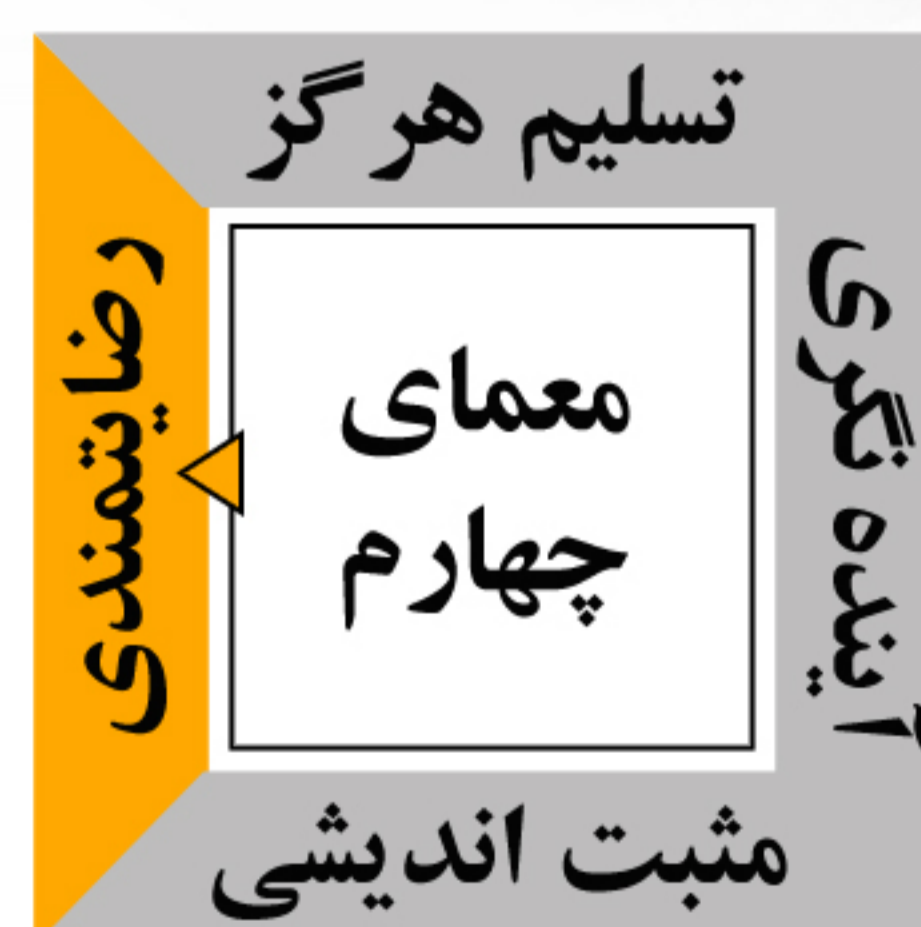 تسلیم هرگز
آینده نگری
معمای
چهارم
رضایتمندی
مثبت اندیشی